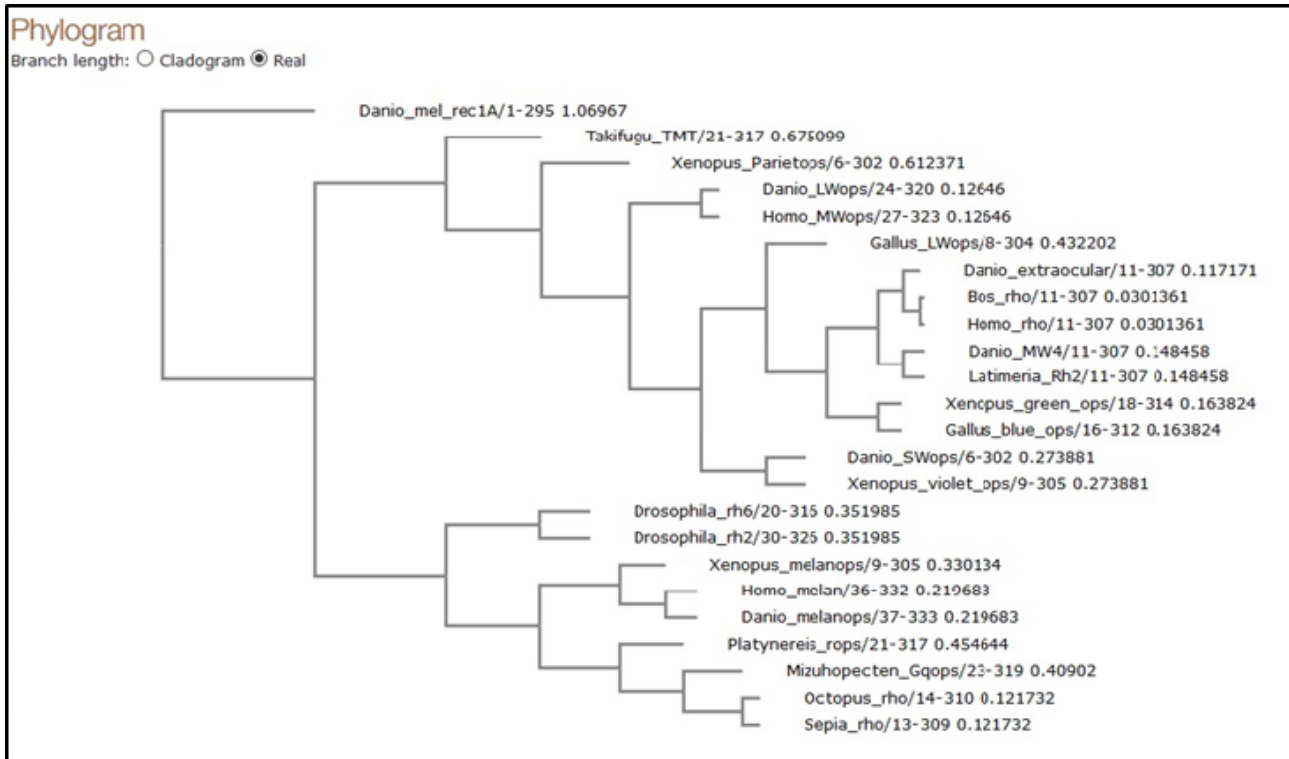 Phylogram
Branch length: Cladogram Real
Danio_mel_rec1A/1-295 1.06967
Takifugu_TMT/21-317 0.675099
Xenopus_Parietops/6-302 0.612371
Danio_LWops/24-320 0.12646
Homo_MWops/27-323 0.12646
Gallus_LWops/8-304 0.432202
Danio_extraocular/11-307 0.117171
Bos_rho/11-307 0.0301361
Homo_rho/11-307 0.0301361
Danio_MW4/11-307 0.148458
Latimeria_Rh2/11-307 0.148458
Xenopus_green_ops/18-314 0.163824
Gallus_blue_ops/16-312 0.163824
Danio_SWops/6-302 0.273881
Xenopus_violet_ops/9-305 0.273881
Drosophila_rh6/20-316 0.351985
Drosophila_rh2/30-326 0.351985
Xenopus_melanops/9-305 0.330134
Homo_melan/36-332 0.219683
Danio_melanops/37-333 0.219683
Platynereis_rops/21-317 0.454644
Mizuhopecten_Gqops/23-319 0.40902
Octopus_rho/14-310 0.121732
Sepia_rho/13-309 0.121732